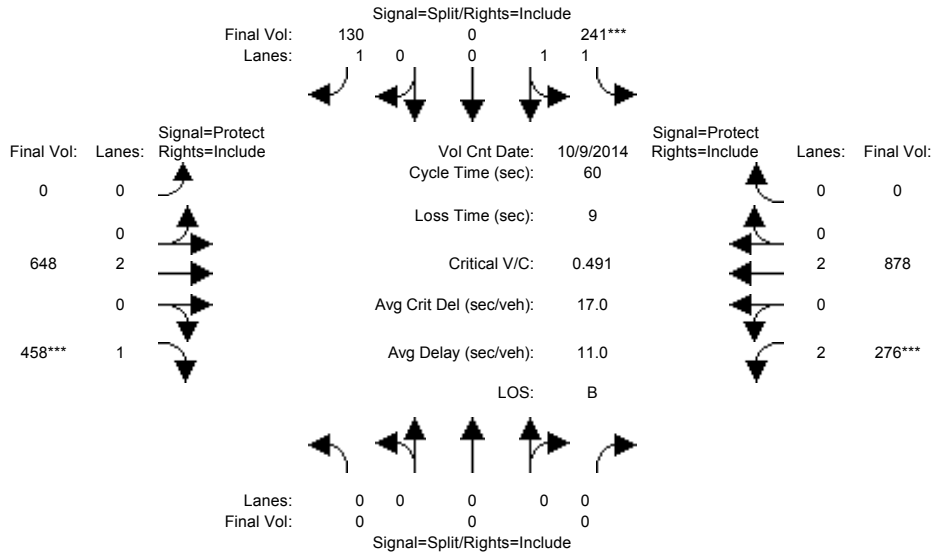 Signal=Split/Rights=Include
Final Vol: 130 0 241***
Lanes: 1 0 0 1 1
Signal=Protect Signal=Protect
Final Vol: Lanes: Rights=Include Vol Cnt Date: 10/9/2014 Rights=Include Lanes: Final Vol:
Cycle Time (sec): 60
0 0 0 0
Loss Time (sec): 9
0 0
648 2 Critical V/C: 0.491 2 878
0 Avg Crit Del (sec/veh): 17.0 0
458*** 1 Avg Delay (sec/veh): 11.0 2 276***
LOS: B
Lanes: 0 0 0 0 0
Final Vol: 0 0 0
Signal=Split/Rights=Include